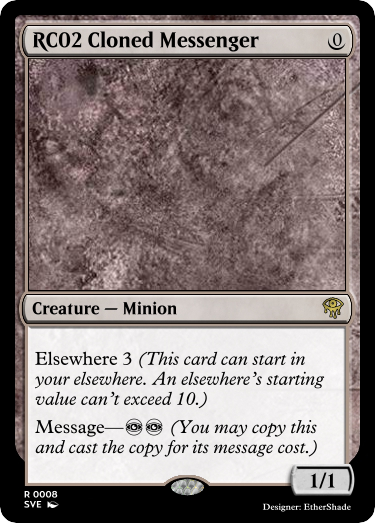 RC02 Cloned Messenger 0
Creature — Minion
Elsewhere 3 (This card can start in
your elsewhere. An elsewhere's starting
value can't exceed 10.)
Message— (You may copy this
and cast the copy for its message cost.)
1/1
R 0008
SVE
Designer: EtherShade